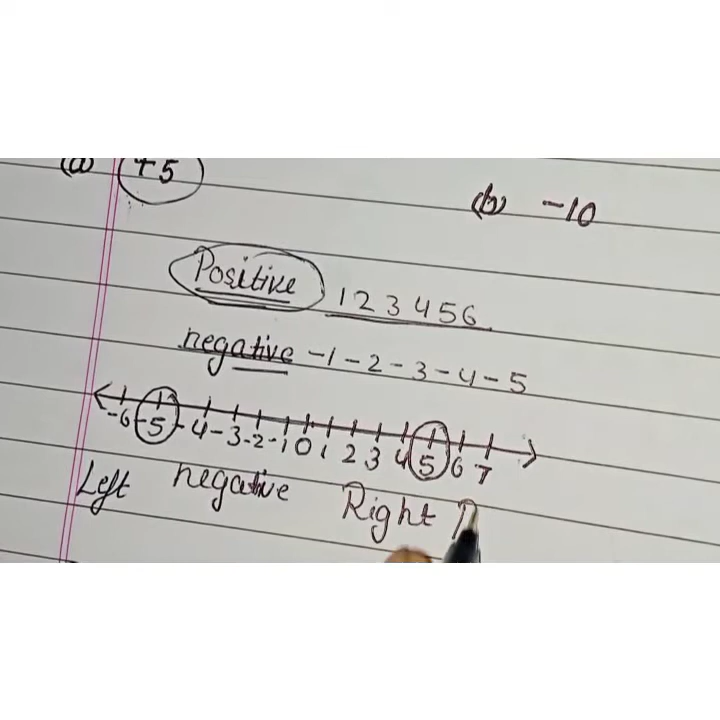 (a) +5
(b) -10
Positive 1 2 3 4 5 6
negative -1 -2 -3 -4 -5
-6 -5 -4 -3 -2 -1 0 1 2 3 4 5 6 7
Left negative Right P